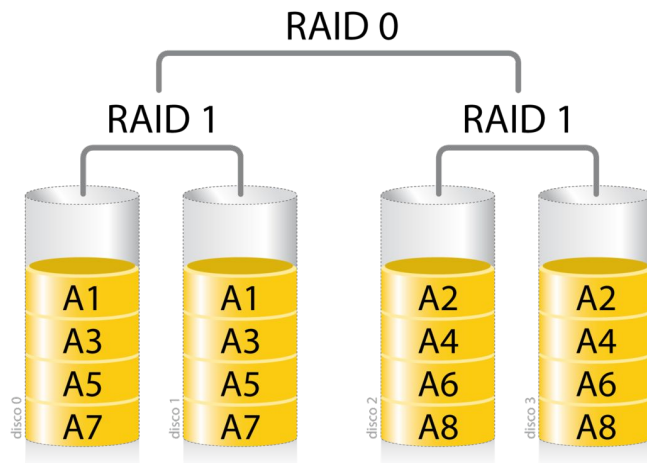 RAID 0
RAID 1
RAID 1
A1
A3
A5
A7
disco 0
A1
A3
A5
A7
disco 1
A2
A4
A6
A8
disco 2
A2
A4
A6
A8
disco 3